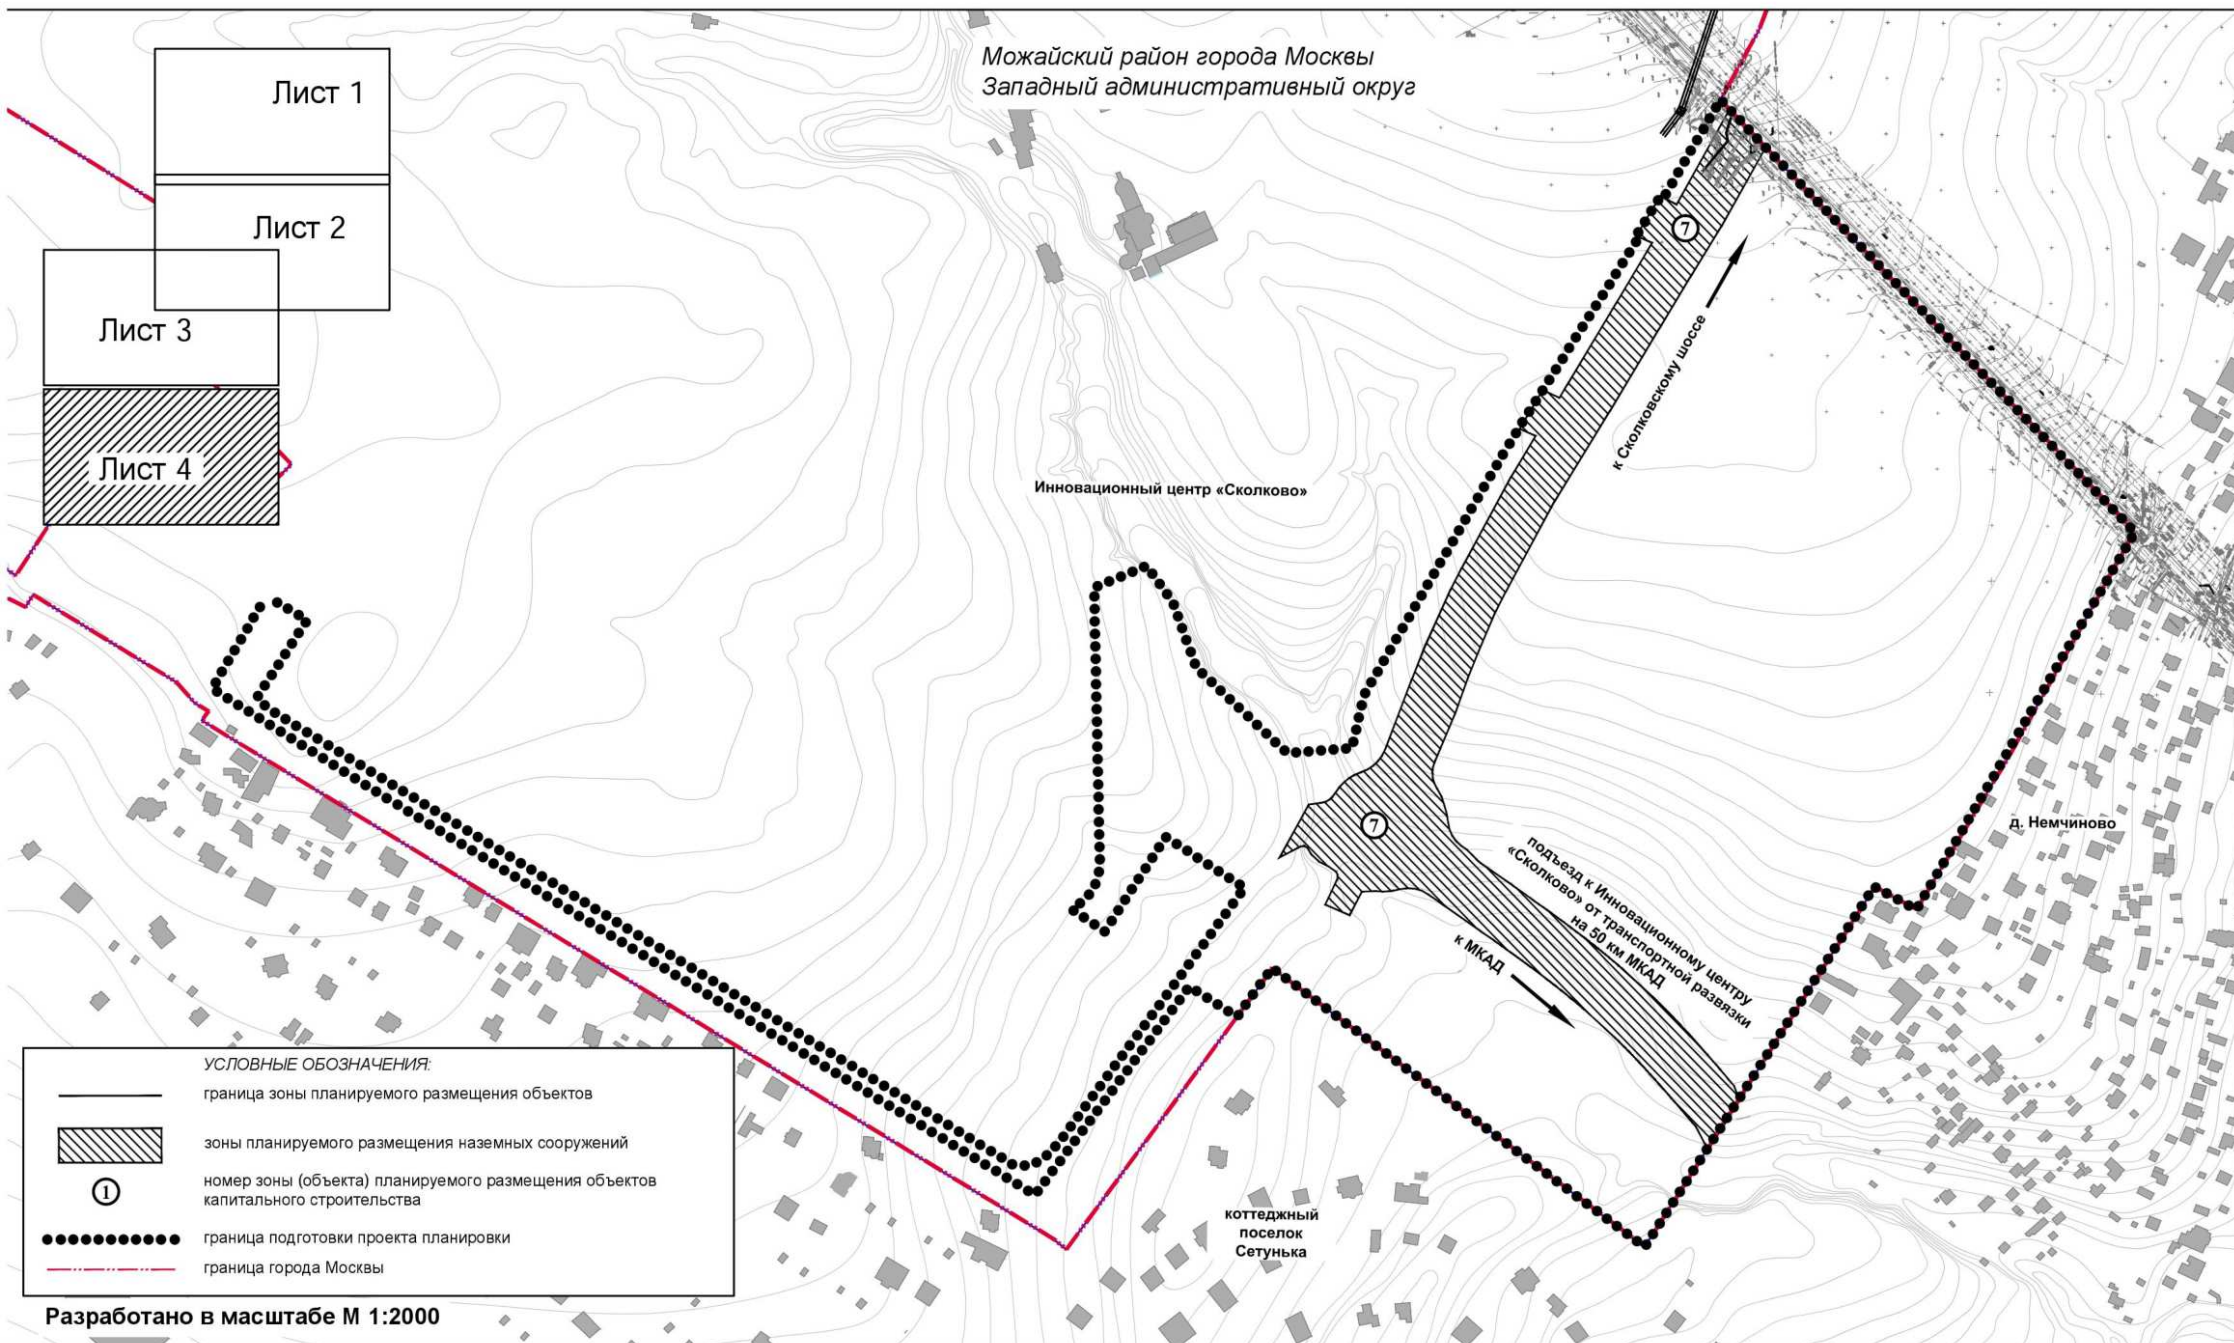 Можайский район города Москвы
Западный административный округ
Лист 1
Лист 2
Лист 3
Лист 4
7
к Сколковскому шоссе
Инновационный центр «Сколково»
7
д. Немчиново
подъезд к Инновационному центру
«Сколково» от транспортной развязки
на 50 км МКАД
к МКАД
коттеджный
поселок
Сетунька
УСЛОВНЫЕ ОБОЗНАЧЕНИЯ:
граница зоны планируемого размещения объектов
зоны планируемого размещения наземных сооружений
1
номер зоны (объекта) планируемого размещения объектов
капитального строительства
граница подготовки проекта планировки
граница города Москвы
Разработано в масштабе М 1:2000